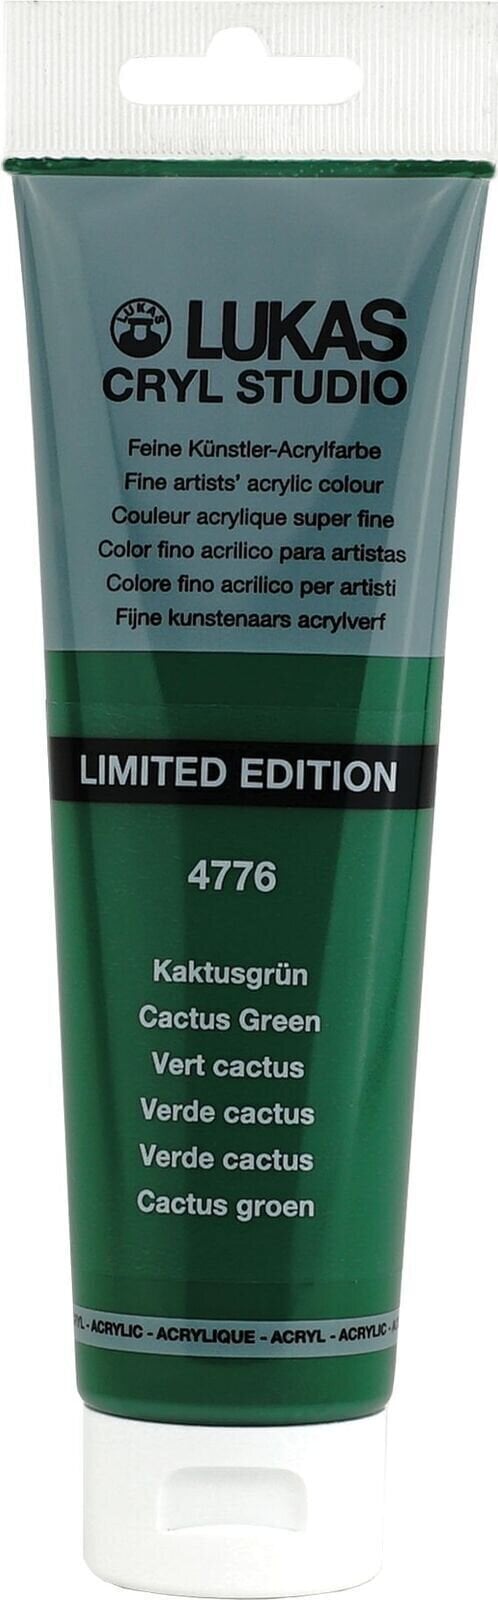 LUKAS
LUKAS
CRYL STUDIO
Feine Künstler-Acrylfarbe
Fine artists' acrylic colour
Couleur acrylique super fine
Color fino acrilico para artistas
Colore fino acrilico per artisti
Fijne kunstenaars acrylverf
LIMITED EDITION
4776
Kaktusgrün
Cactus Green
Vert cactus
Verde cactus
Verde cactus
Cactus groen
- ACRYLIC - ACRYLIQUE - ACRYL - ACRYLIC -